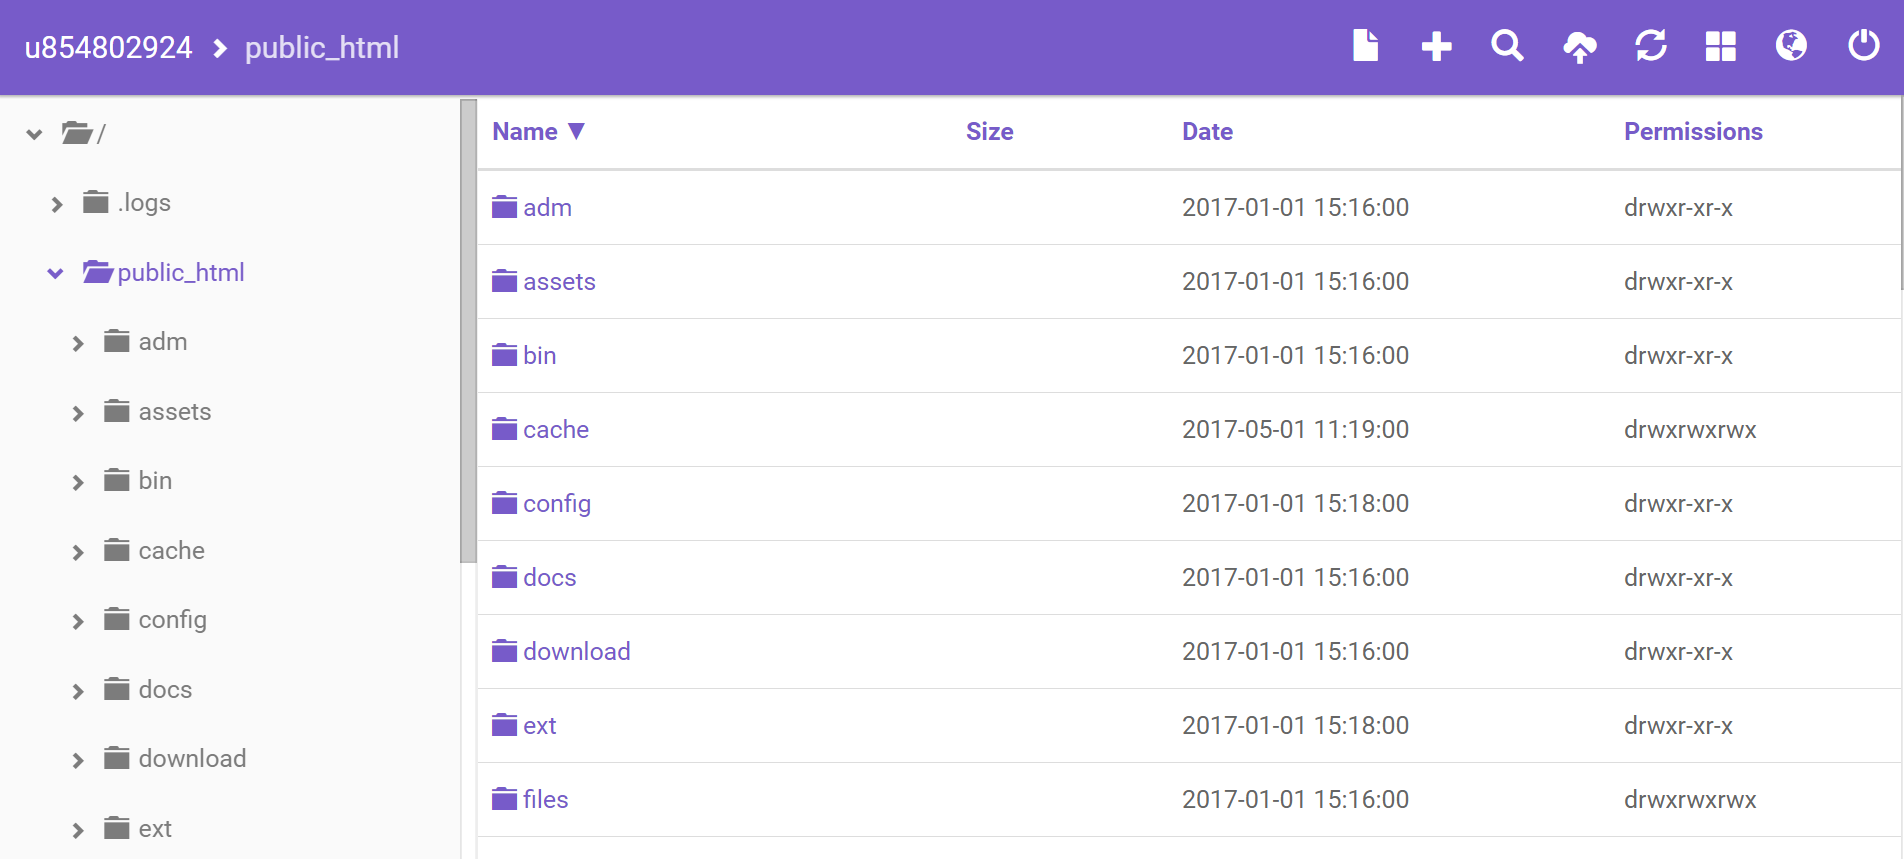 u854802924 public_html
/
.logs
public_html
adm
assets
bin
cache
config
docs
download
ext
Name ▼ Size Date Permissions
adm 2017-01-01 15:16:00 drwxr-xr-x
assets 2017-01-01 15:16:00 drwxr-xr-x
bin 2017-01-01 15:16:00 drwxr-xr-x
cache 2017-05-01 11:19:00 drwxrwxrwx
config 2017-01-01 15:18:00 drwxr-xr-x
docs 2017-01-01 15:16:00 drwxr-xr-x
download 2017-01-01 15:16:00 drwxr-xr-x
ext 2017-01-01 15:18:00 drwxr-xr-x
files 2017-01-01 15:16:00 drwxrwxrwx